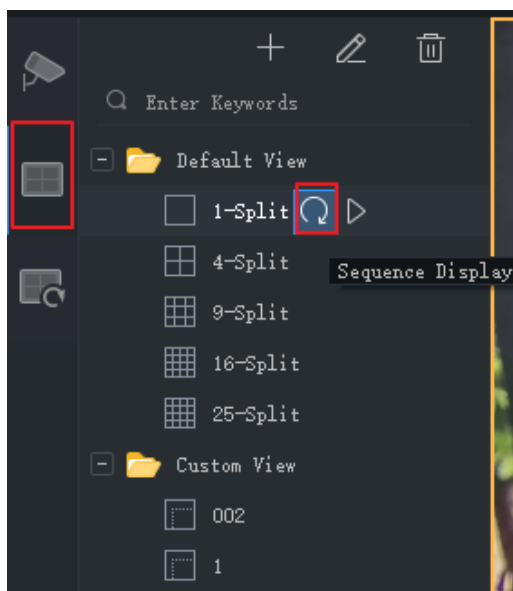 Enter Keywords
Default View
1-Split
4-Split
Sequence Display
9-Split
16-Split
25-Split
Custom View
002
1